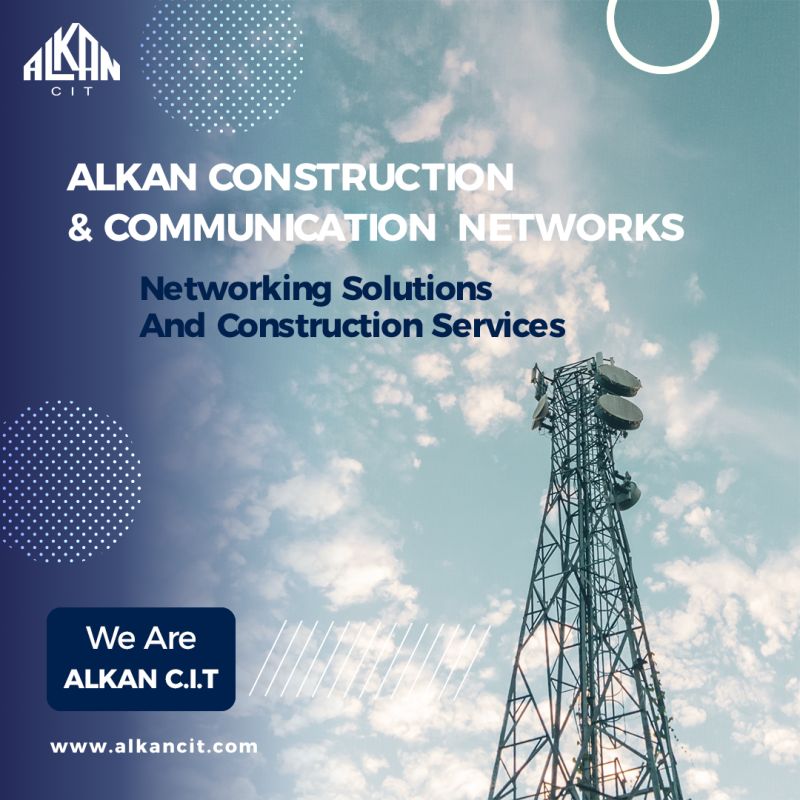 ALKAN
CIT
ALKAN CONSTRUCTION
& COMMUNICATION NETWORKS
Networking Solutions
And Construction Services
We Are
ALKAN C.I.T
www.alkancit.com